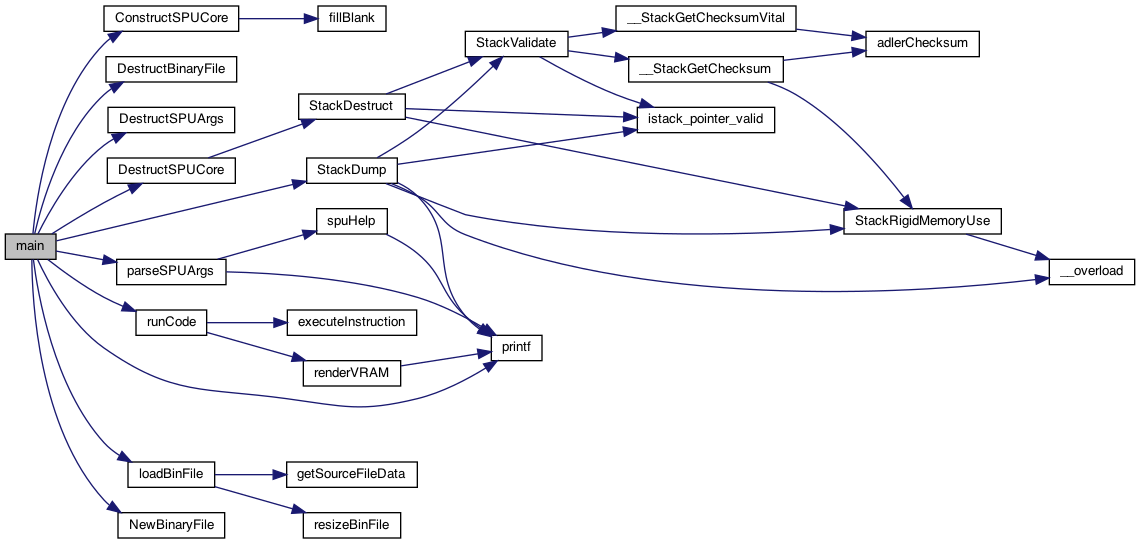 main
ConstructSPUCore
fillBlank
DestructBinaryFile
DestructSPUArgs
DestructSPUCore
StackDestruct
StackDump
StackValidate
__StackGetChecksumVital
__StackGetChecksum
adlerChecksum
istack_pointer_valid
StackRigidMemoryUse
__overload
spuHelp
parseSPUArgs
runCode
executeInstruction
renderVRAM
printf
loadBinFile
getSourceFileData
resizeBinFile
NewBinaryFile